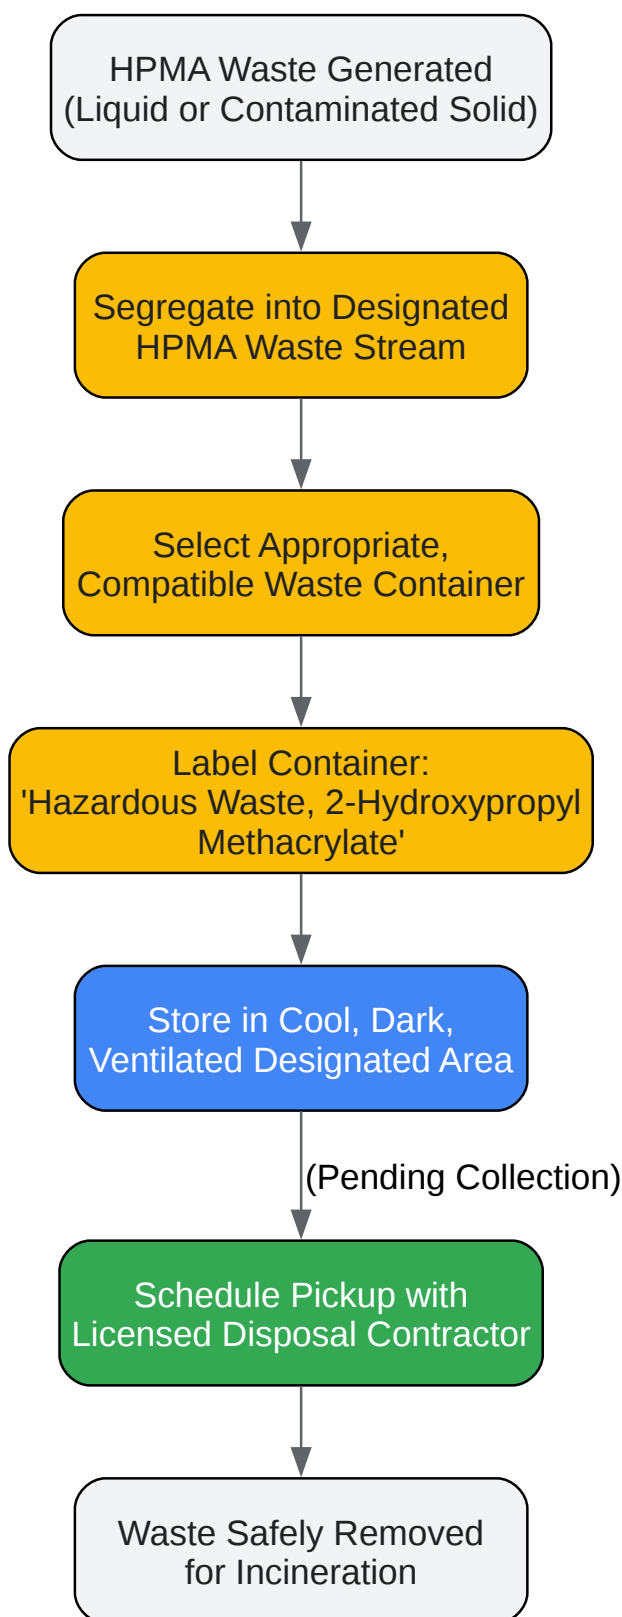 HPMA Waste Generated
(Liquid or Contaminated Solid)
Segregate into Designated
HPMA Waste Stream
Select Appropriate,
Compatible Waste Container
Label Container:
'Hazardous Waste, 2-Hydroxypropyl
Methacrylate'
Store in Cool, Dark,
Ventilated Designated Area
(Pending Collection)
Schedule Pickup with
Licensed Disposal Contractor
Waste Safely Removed
for Incineration